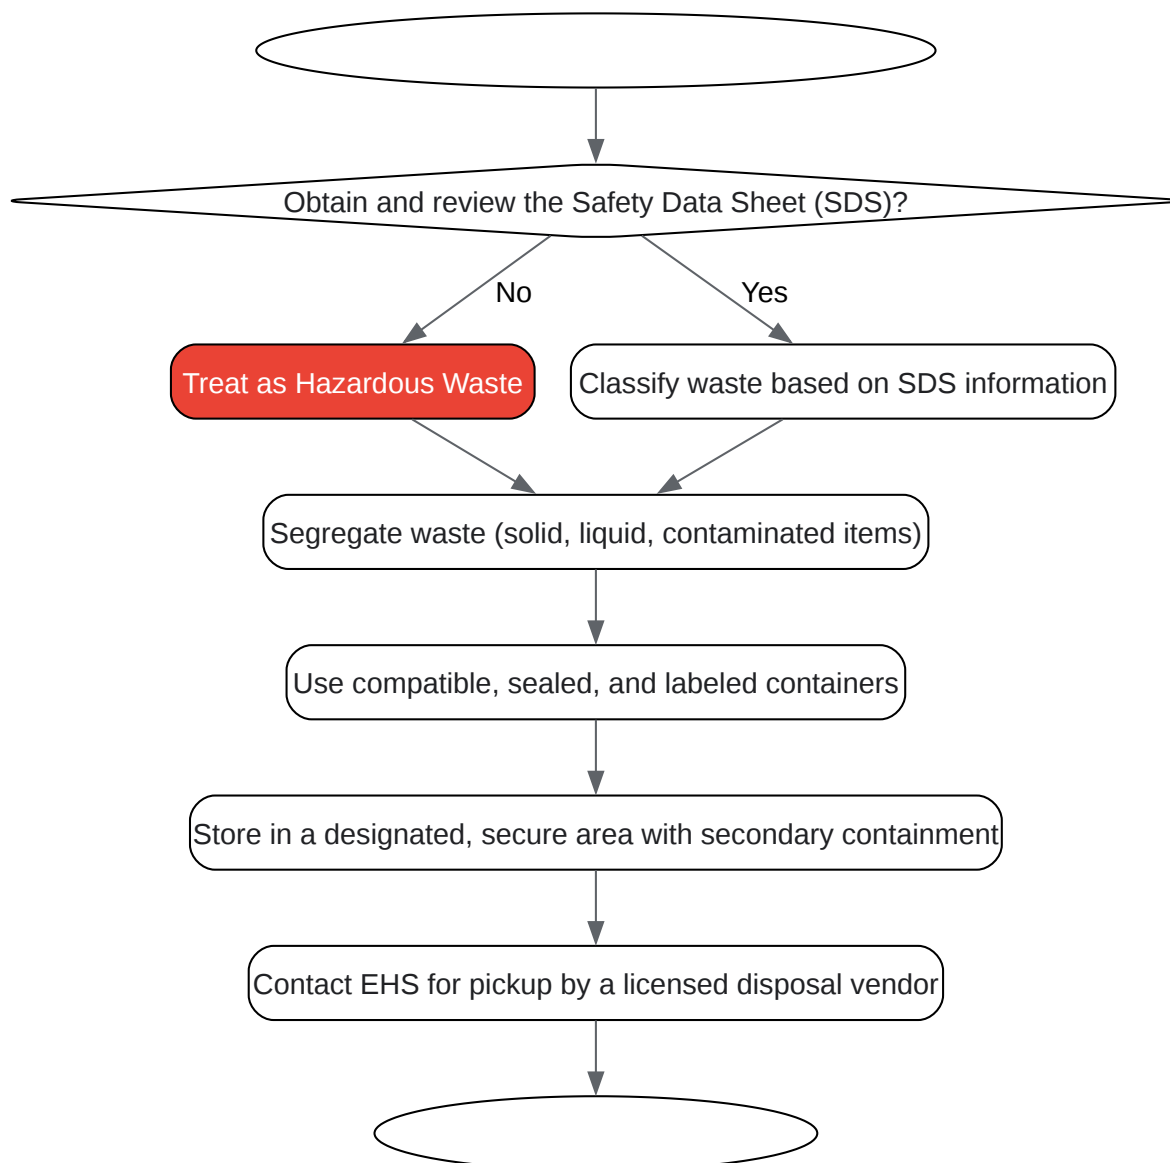 Obtain and review the Safety Data Sheet (SDS)?
No
Yes
Treat as Hazardous Waste
Classify waste based on SDS information
Segregate waste (solid, liquid, contaminated items)
Use compatible, sealed, and labeled containers
Store in a designated, secure area with secondary containment
Contact EHS for pickup by a licensed disposal vendor